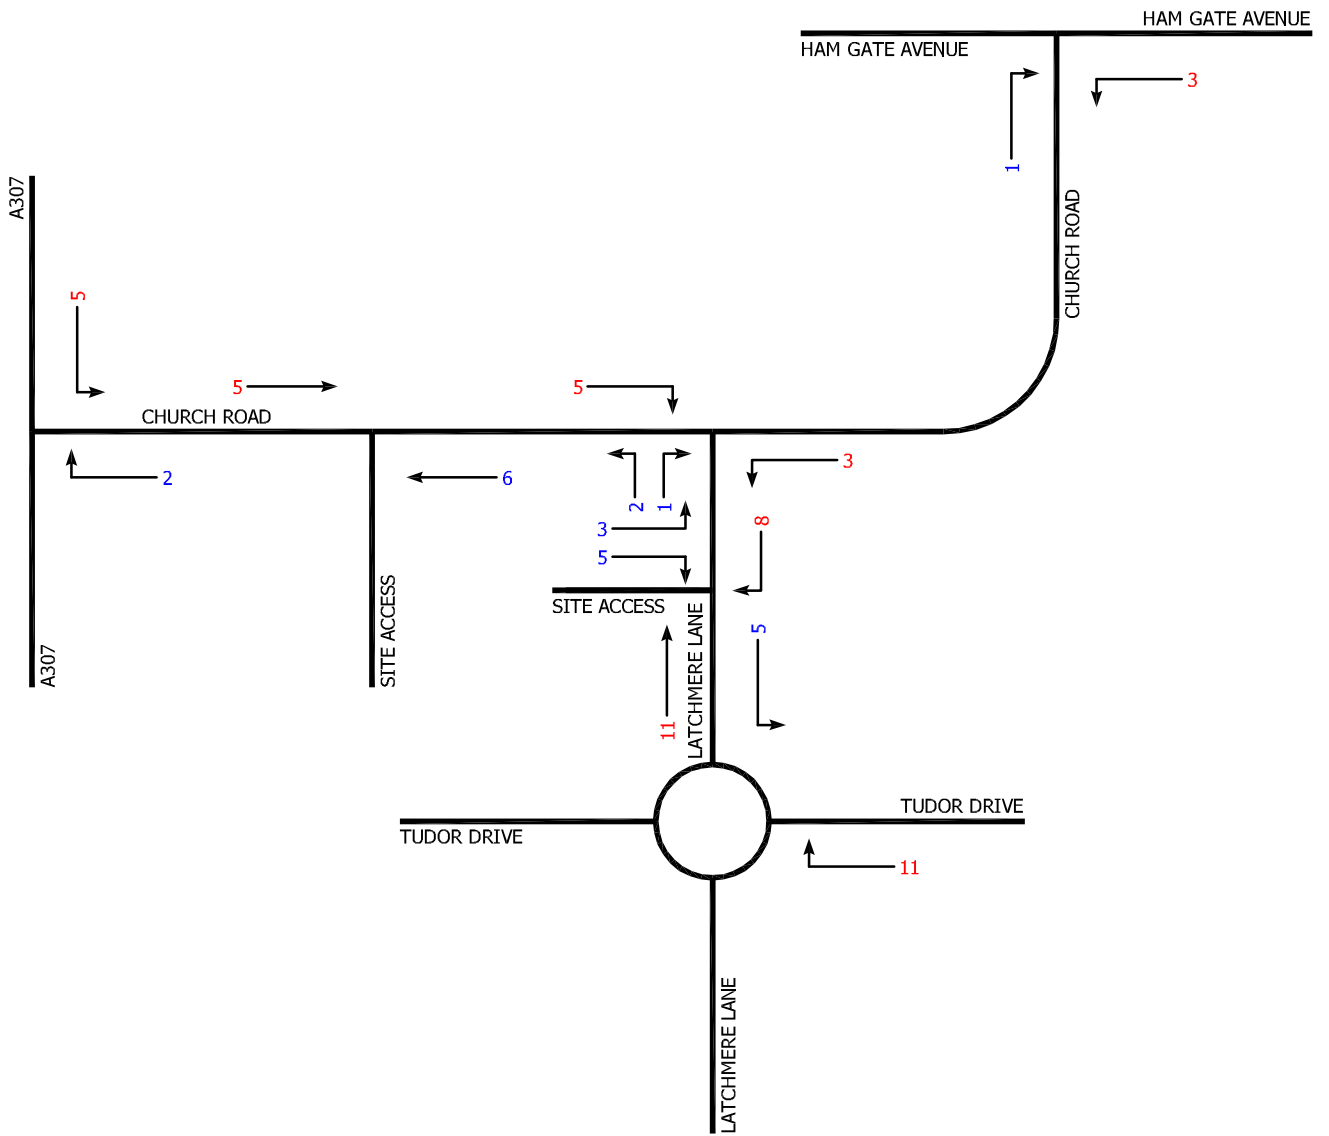 HAM GATE AVENUE
HAM GATE AVENUE
3
1
A307
CHURCH ROAD
5
5
5
CHURCH ROAD
3
2
6
2
1
8
3
5
SITE ACCESS
SITE ACCESS
LATCHMERE LANE
5
A307
11
TUDOR DRIVE
TUDOR DRIVE
11
LATCHMERE LANE